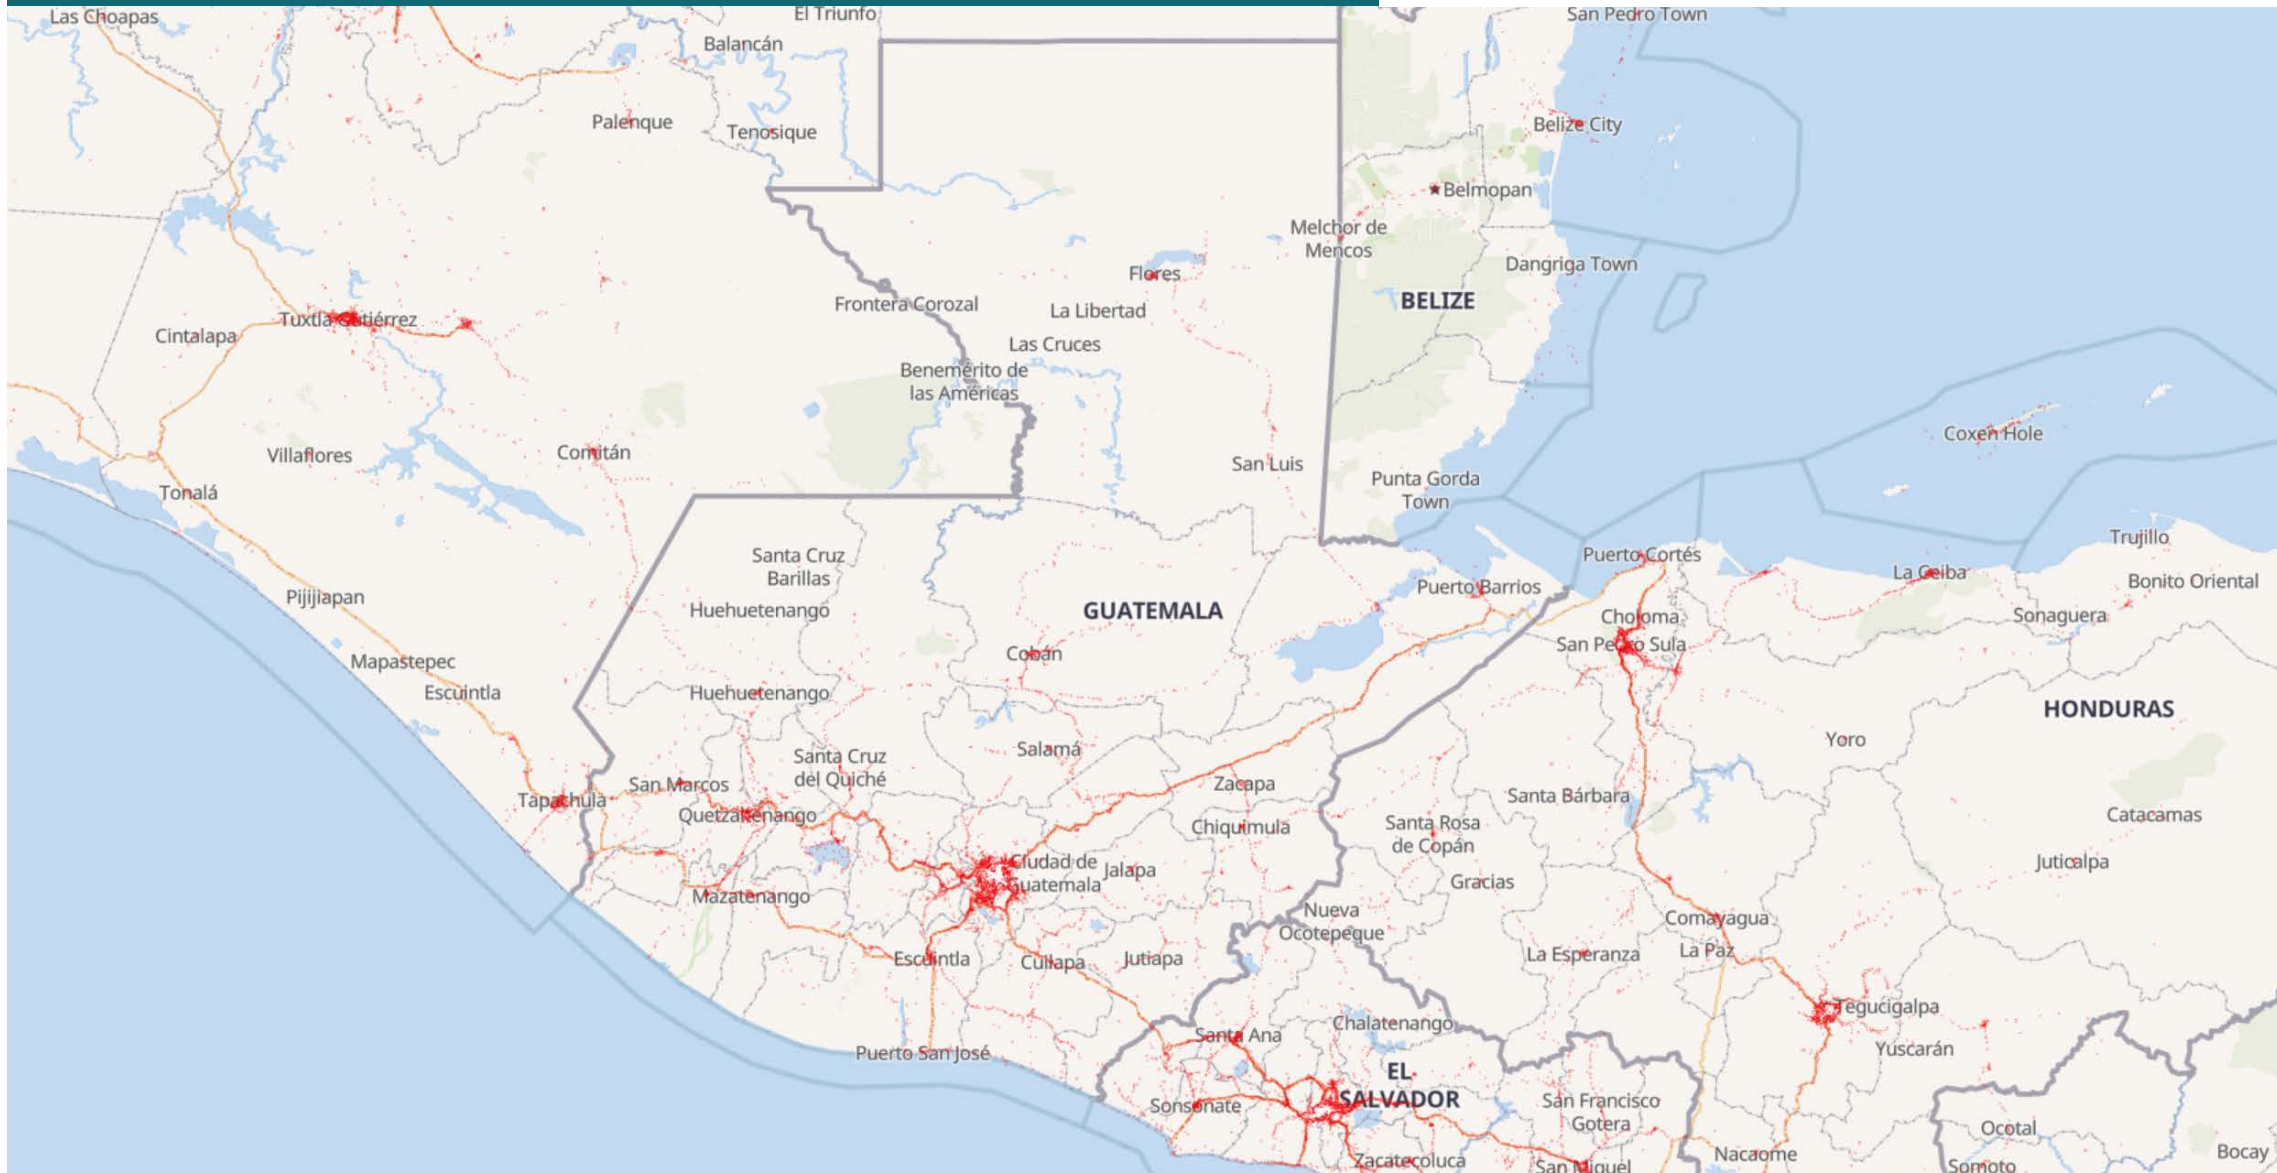 Las Choapas
El Triunfo
San Pedro Town
Balancán
Palenque
Tenosique
Belize City
Belmopan
Melchor de
Mencos
Dangriga Town
Flores
BELIZE
Frontera Corozal
La Libertad
Tuxtla Gutiérrez
Cintalapa
Las Cruces
Benemérito de
las Américas
Coxen Hole
Villaflores
Comitán
San Luis
Punta Gorda
Town
Tonalá
Trujillo
Santa Cruz
Barillas
Puerto Cortés
La Ceiba
Bonito Oriental
Pijijiapan
Huehuetenango
GUATEMALA
Puerto Barrios
Choloma
Sonaguera
San Pedro Sula
Cobán
Mapastepec
Escuintla
Huehuetenango
HONDURAS
Salamá
Yoro
Santa Cruz
del Quiché
San Marcos
Zacapa
Tapachula
Santa Bárbara
Quetzaltenango
Chiquimula
Santa Rosa
de Copán
Catacamas
Ciudad de
Guatemala
Jalapa
Juticalpa
Gracias
Mazatenango
Nueva
Ocotepeque
Comayagua
La Paz
La Esperanza
Escuintla
Cuilapa
Jutiapa
Tegucigalpa
Santa Ana
Chalatenango
Yuscarán
Puerto San José
EL
SALVADOR
Sonsonate
San Francisco
Gotera
Ocotal
Zacatecoluca
San Miguel
Nacaome
Somoto
Bocay